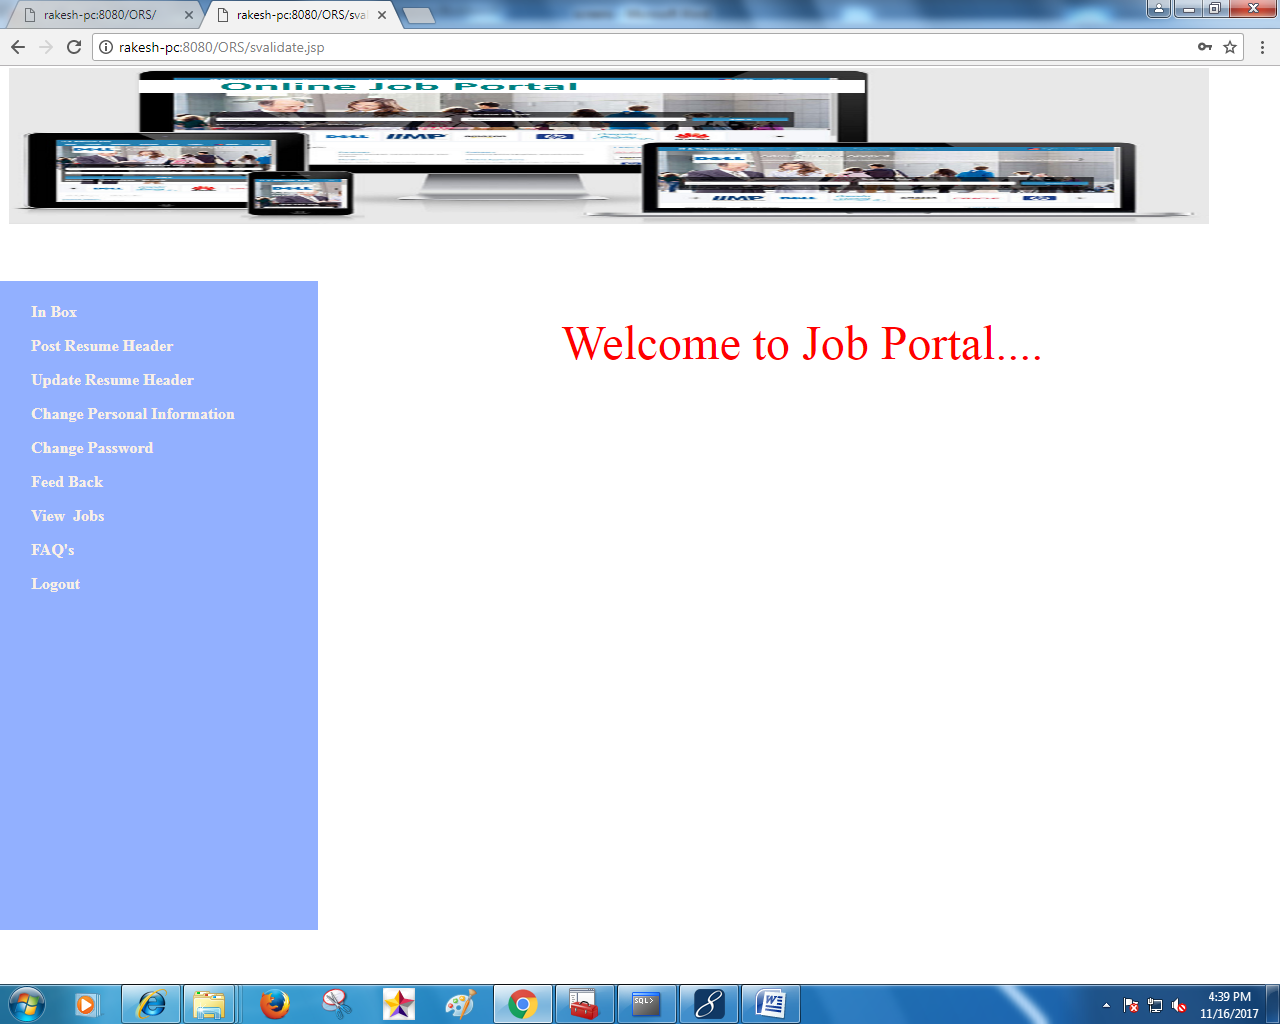 rakesh-pc:8080/ORS/
rakesh-pc:8080/ORS/sval
rakesh-pc:8080/ORS/svalidate.jsp
Online Job Portal
In Box
Post Resume Header
Update Resume Header
Change Personal Information
Change Password
Feed Back
View  Jobs
FAQ's
Logout
Welcome to Job Portal....
SQL>
4:39 PM
11/16/2017